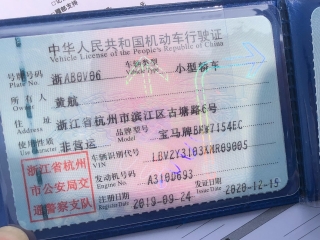 中华人民共和国机动车行驶证
Vehicle License of the People's Republic of China
号牌号码 浙A B 车辆类型 小型轿车
Plate No. Vehicle Type
所有人 黄航
Owner
住址 浙江省杭州市滨江区古塘路6号
Address
使用性质 非营运 品牌型号 宝马牌BMW7154EC
Use Character Model
浙江省杭州市公安局交通警察支队
车辆识别代号
VIN
发动机号码
Engine No.
注册日期 2019-09-24 发证日期 2020-12-15
Register Date Issue Date